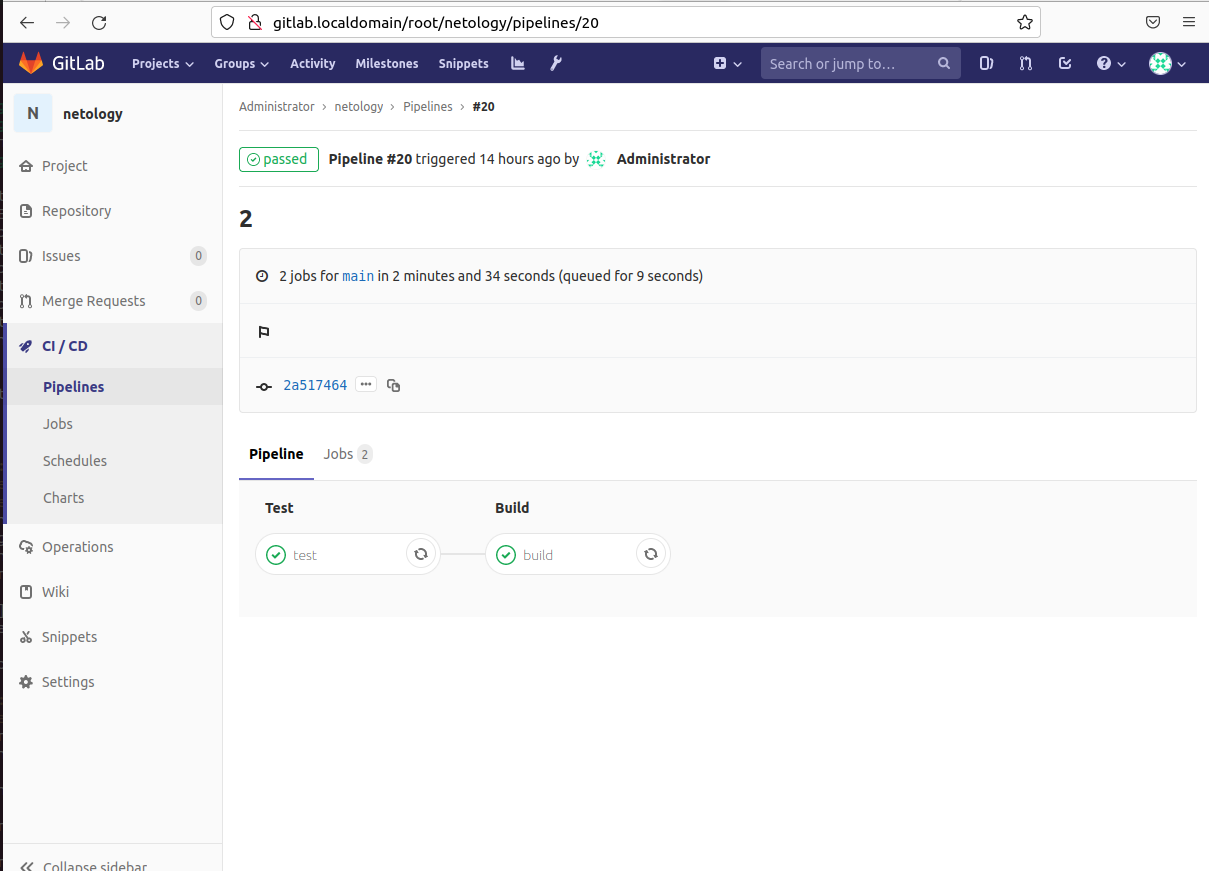 gitlab.localdomain/root/netology/pipelines/20
GitLab Projects Groups Activity Milestones Snippets Search or jump to…
N netology
Administrator › netology › Pipelines › #20
passed Pipeline #20 triggered 14 hours ago by Administrator
Project
Repository
Issues 0
Merge Requests 0
CI / CD
Pipelines
Jobs
Schedules
Charts
Operations
Wiki
Snippets
Settings
Collapse sidebar
2
2 jobs for main in 2 minutes and 34 seconds (queued for 9 seconds)
2a517464
Pipeline Jobs 2
Test Build
test build